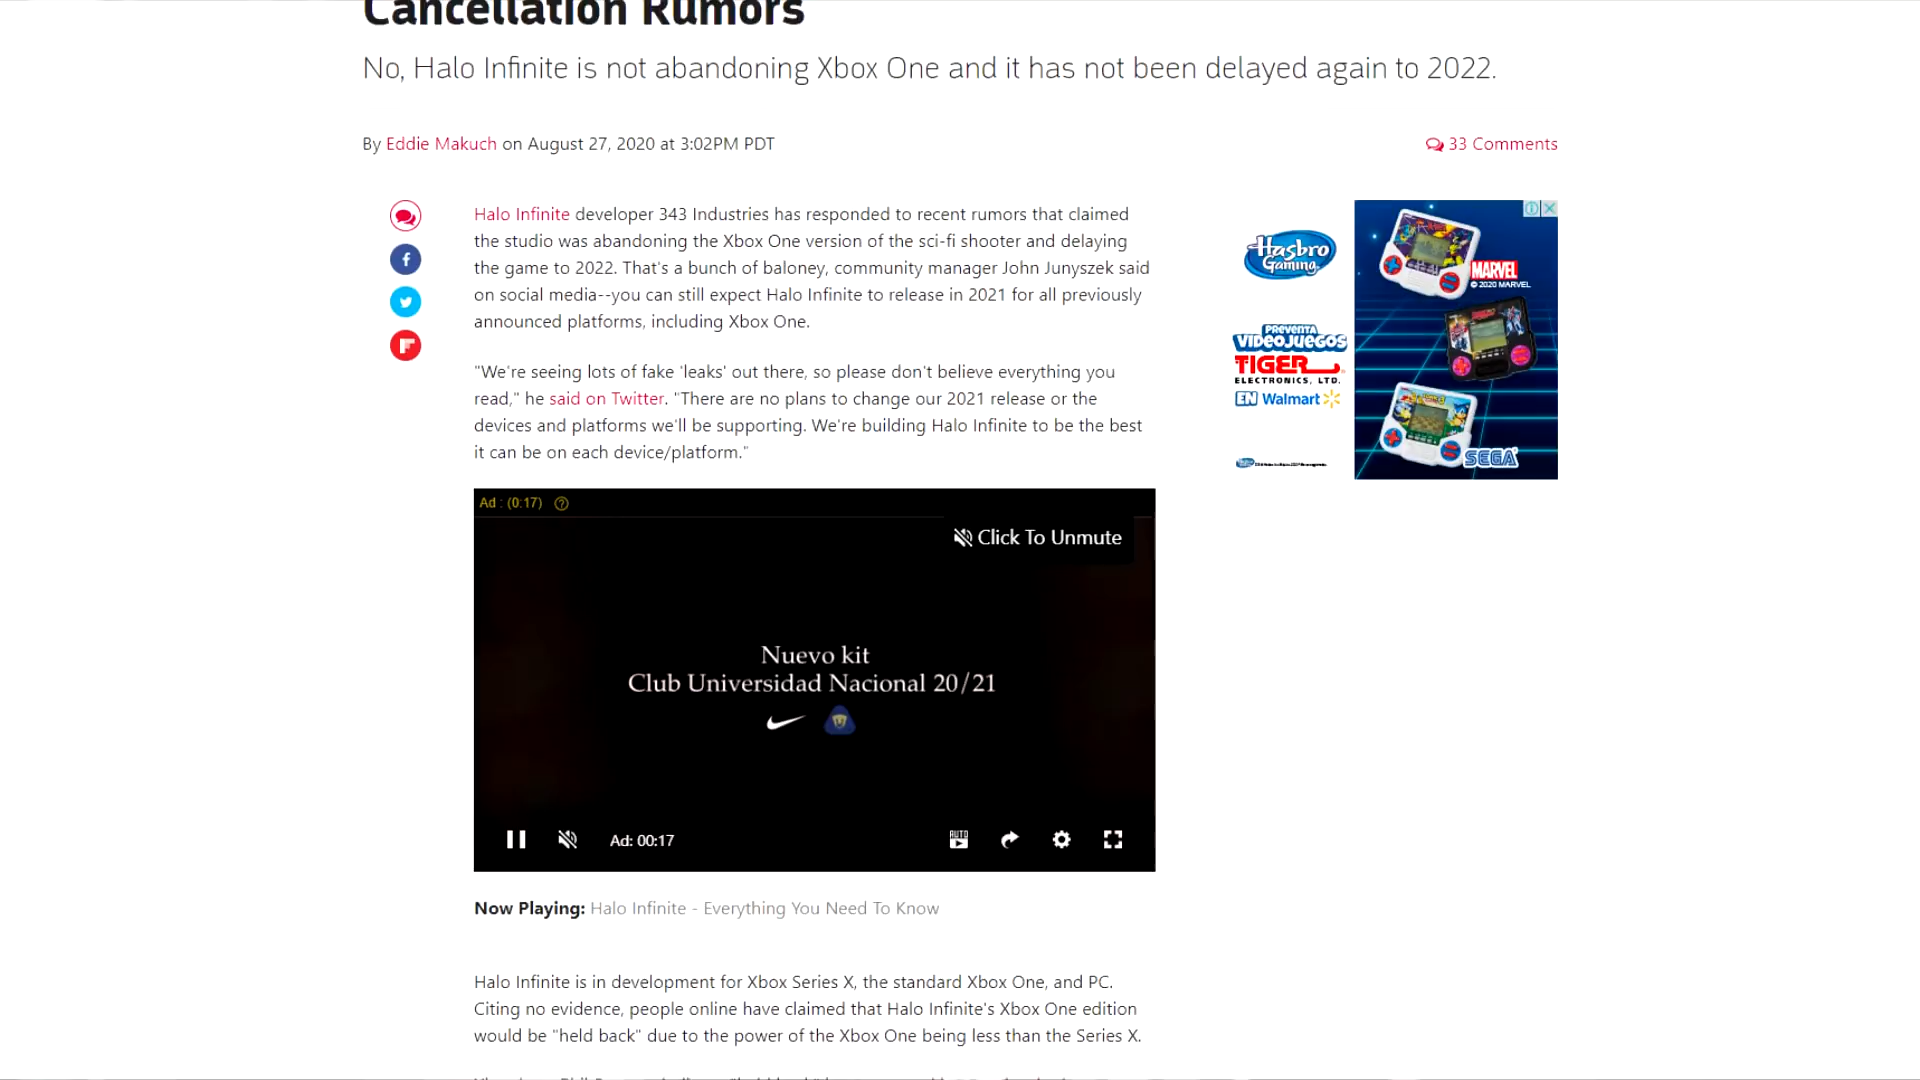 Cancellation Rumors
No, Halo Infinite is not abandoning Xbox One and it has not been delayed again to 2022.
By Eddie Makuch on August 27, 2020 at 3:02PM PDT
33 Comments
Halo Infinite developer 343 Industries has responded to recent rumors that claimed
the studio was abandoning the Xbox One version of the sci-fi shooter and delaying
the game to 2022. That's a bunch of baloney, community manager John Junyszek said
on social media--you can still expect Halo Infinite to release in 2021 for all previously
announced platforms, including Xbox One.
"We're seeing lots of fake 'leaks' out there, so please don't believe everything you
read," he said on Twitter. "There are no plans to change our 2021 release or the
devices and platforms we'll be supporting. We're building Halo Infinite to be the best
it can be on each device/platform."
Hasbro
Gaming
PREVENTA
VIDEOJUEGOS
TIGER
ELECTRONICS, LTD.
EN Walmart
MARVEL
© 2020 MARVEL
SEGA
Ad : (0:17)
Click To Unmute
Nuevo kit
Club Universidad Nacional 20/21
Ad: 00:17
AUTO
Now Playing: Halo Infinite - Everything You Need To Know
Halo Infinite is in development for Xbox Series X, the standard Xbox One, and PC.
Citing no evidence, people online have claimed that Halo Infinite's Xbox One edition
would be "held back" due to the power of the Xbox One being less than the Series X.